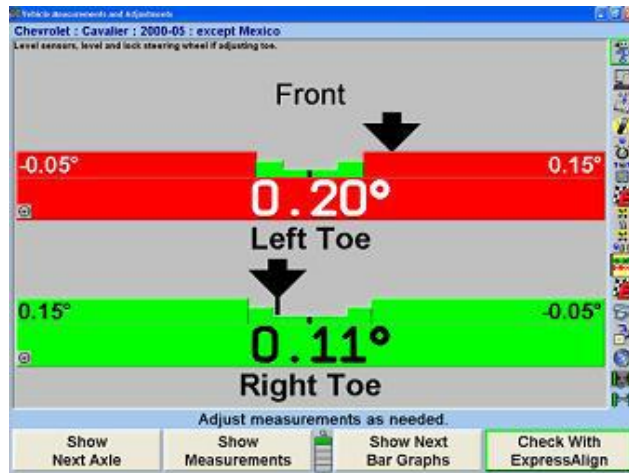 Vehicle Measurements and Adjustments
Chevrolet : Cavalier : 2000-05 : except Mexico
Level sensors, level and lock steering wheel if adjusting toe.
Front
-0.05° 0.15°
0.20°
Left Toe
0.15° -0.05°
0.11°
Right Toe
Adjust measurements as needed.
Show Next Axle
Show Measurements
Show Next Bar Graphs
Check With ExpressAlign